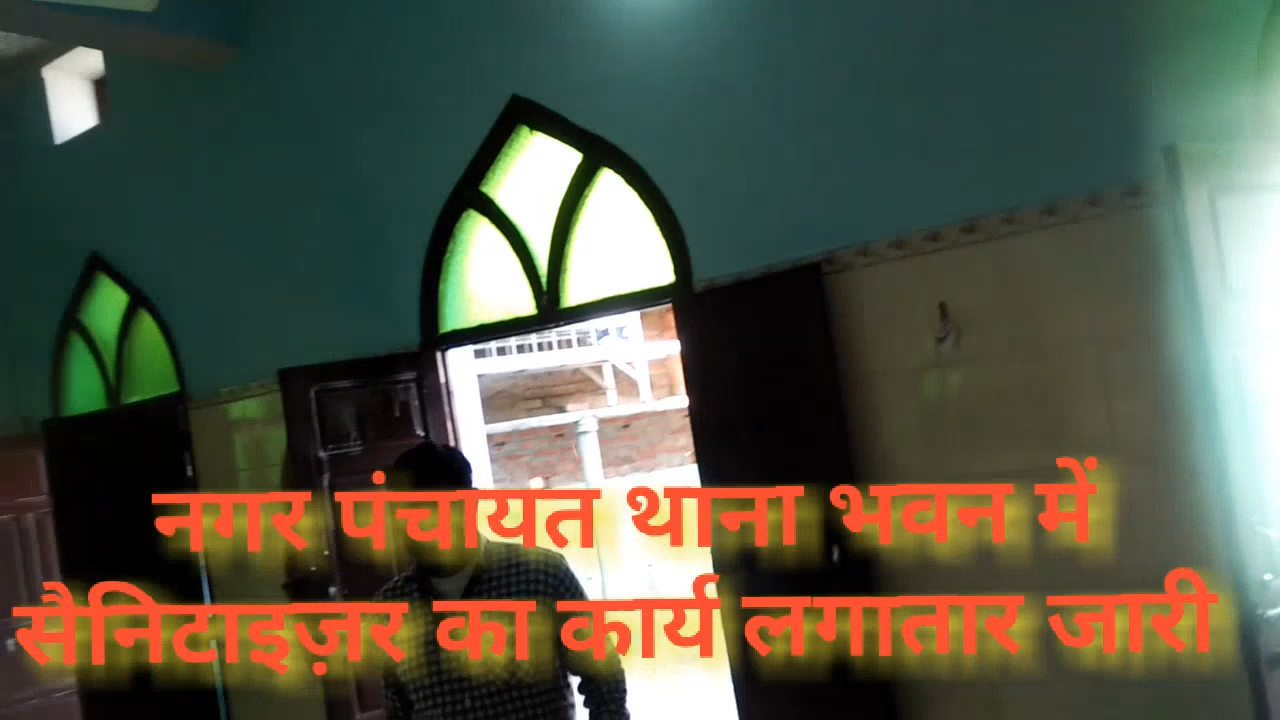 नगर पंचायत थाना भवन में
सैनिटाइज़र का कार्य लगातार जारी